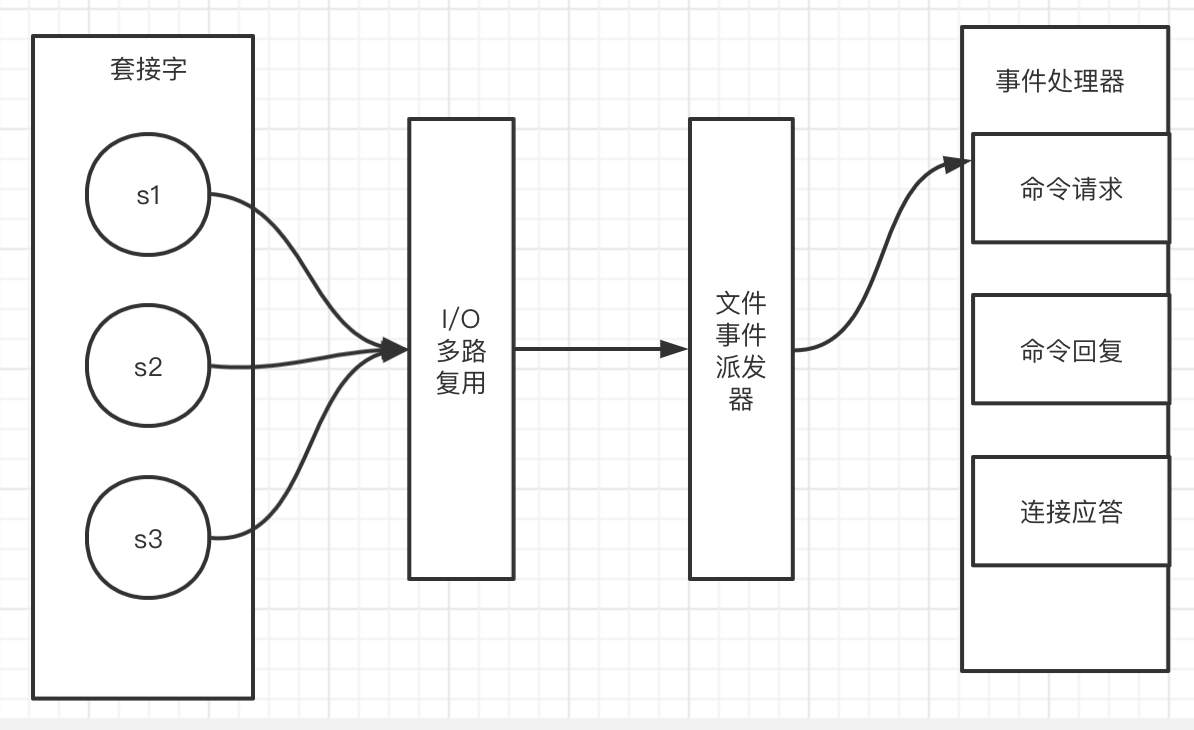 套接字
s1
s2
s3
I/O
多路
复用
文件
事件
派发
器
事件处理器
命令请求
命令回复
连接应答